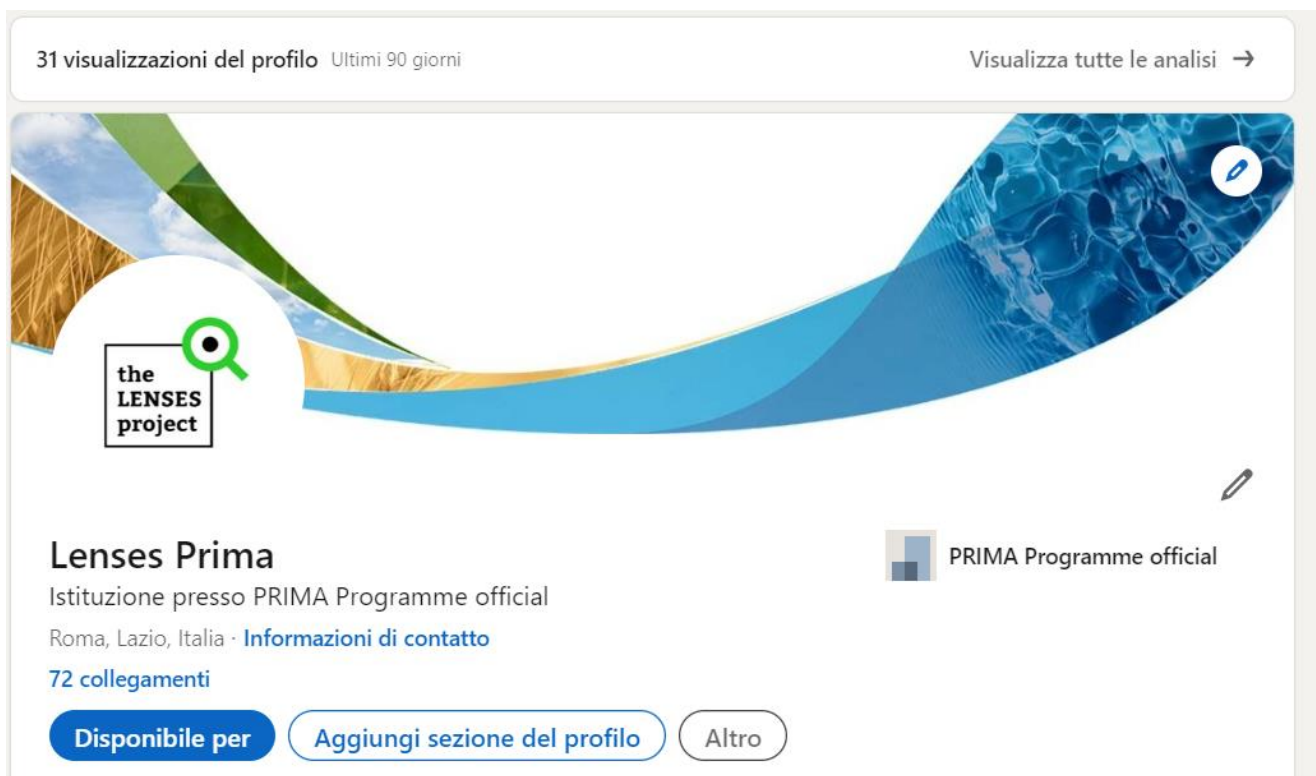 31 visualizzazioni del profilo Ultimi 90 giorni
Visualizza tutte le analisi →
the
LENSES
project
Lenses Prima
PRIMA Programme official
Istituzione presso PRIMA Programme official
Roma, Lazio, Italia · Informazioni di contatto
72 collegamenti
Disponibile per
Aggiungi sezione del profilo
Altro